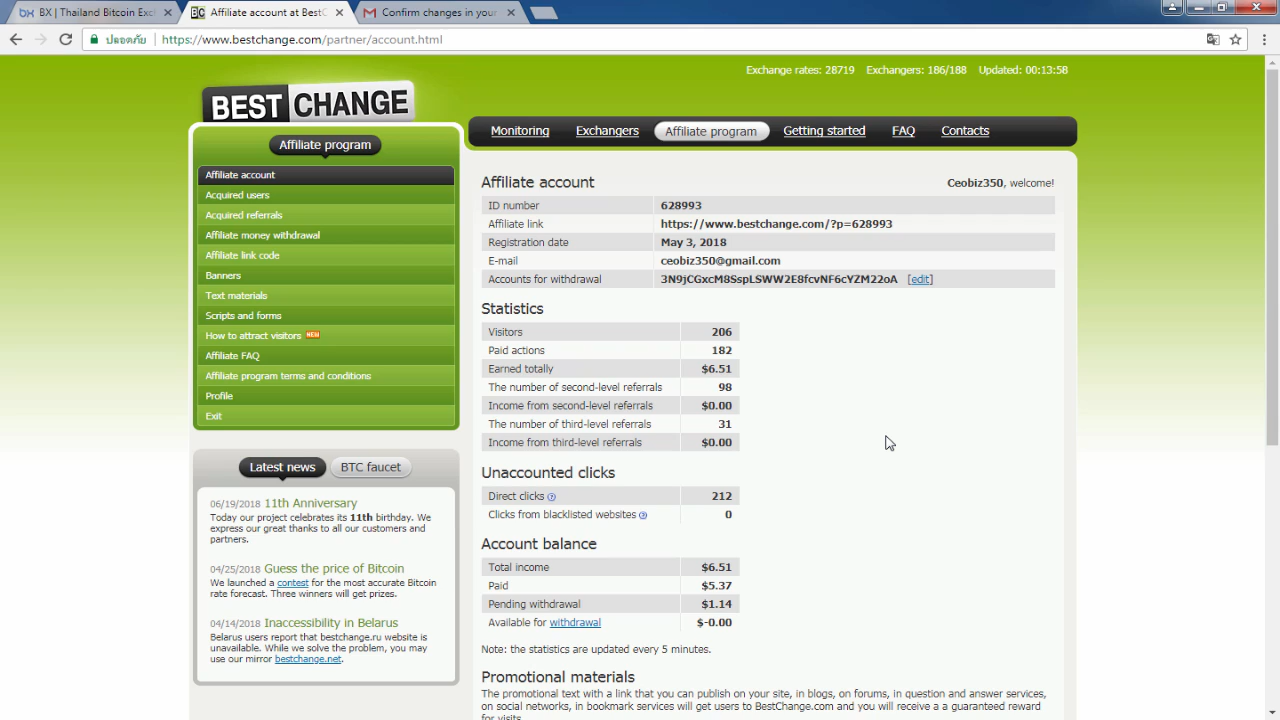 BX | Thailand Bitcoin Excl
Affiliate account at BestC
Confirm changes in your
ปลอดภัย
https://www.bestchange.com/partner/account.html
Exchange rates: 28719 Exchangers: 186/188 Updated: 00:13:58
BESTCHANGE
Monitoring Exchangers Affiliate program Getting started FAQ Contacts
Affiliate program
Affiliate account
Acquired users
Acquired referrals
Affiliate money withdrawal
Affiliate link code
Banners
Text materials
Scripts and forms
How to attract visitors NEW
Affiliate FAQ
Affiliate program terms and conditions
Profile
Exit
Latest news BTC faucet
06/19/2018 11th Anniversary
Today our project celebrates its 11th birthday. We
express our great thanks to all our customers and
partners.
04/25/2018 Guess the price of Bitcoin
We launched a contest for the most accurate Bitcoin
rate forecast. Three winners will get prizes.
04/14/2018 Inaccessibility in Belarus
Belarus users report that bestchange.ru website is
unavailable. While we solve the problem, you may
use our mirror bestchange.net.
Affiliate account
Ceobiz350, welcome!
ID number 628993
Affiliate link https://www.bestchange.com/?p=628993
Registration date May 3, 2018
E-mail ceobiz350@gmail.com
Accounts for withdrawal 3N9jCGxcM8SspLSWW2E8fcvNF6cYZM22oA [edit]
Statistics
Visitors 206
Paid actions 182
Earned totally $6.51
The number of second-level referrals 98
Income from second-level referrals $0.00
The number of third-level referrals 31
Income from third-level referrals $0.00
Unaccounted clicks
Direct clicks ? 212
Clicks from blacklisted websites ? 0
Account balance
Total income $6.51
Paid $5.37
Pending withdrawal $1.14
Available for withdrawal $-0.00
Note: the statistics are updated every 5 minutes.
Promotional materials
The promotional text with a link that you can publish on your site, in blogs, on forums, in question and answer services,
on social networks, in bookmark services will get users to BestChange.com and you will receive a a guaranteed reward
for visits.